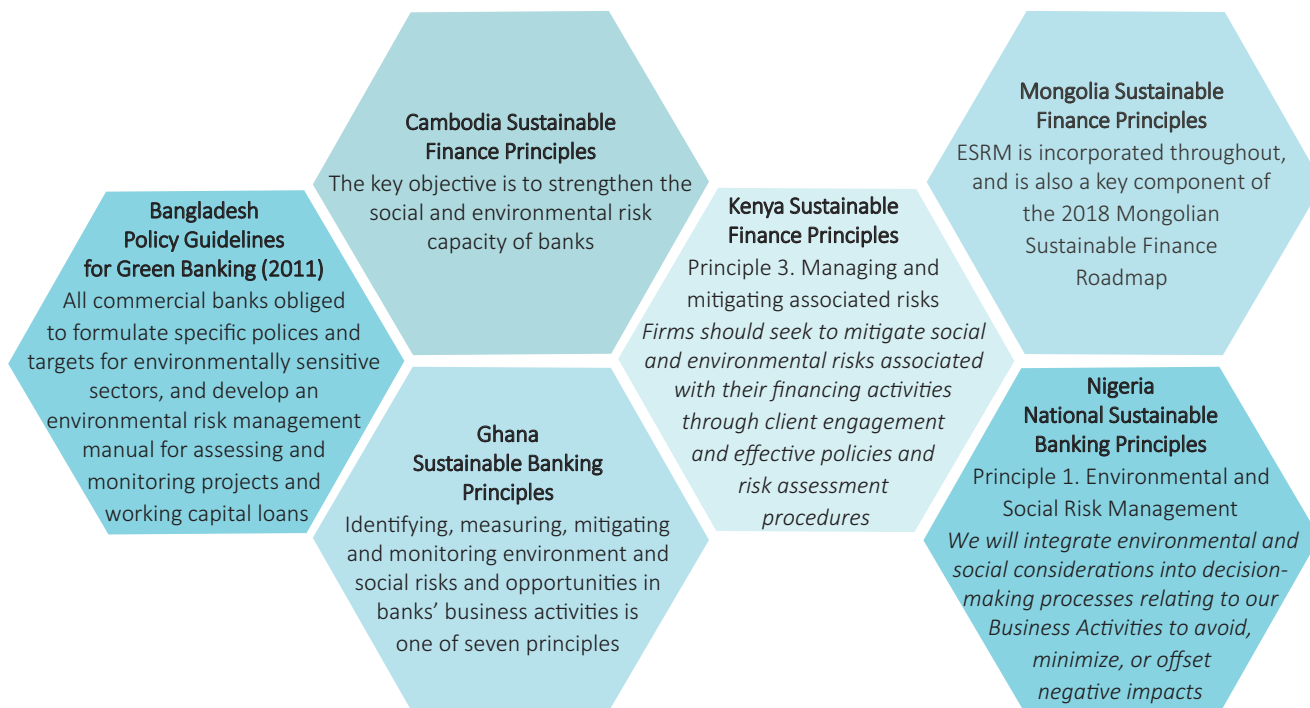 Bangladesh
Policy Guidelines
for Green Banking (2011)
All commercial banks obliged
to formulate specific polices and
targets for environmentally sensitive
sectors, and develop an
environmental risk management
manual for assessing and
monitoring projects and
working capital loans
Cambodia Sustainable
Finance Principles
The key objective is to strengthen the
social and environmental risk
capacity of banks
Ghana
Sustainable Banking
Principles
Identifying, measuring, mitigating
and monitoring environment and
social risks and opportunities in
banks’ business activities is
one of seven principles
Kenya Sustainable
Finance Principles
Principle 3. Managing and
mitigating associated risks
Firms should seek to mitigate social
and environmental risks associated
with their financing activities
through client engagement
and effective policies and
risk assessment
procedures
Mongolia Sustainable
Finance Principles
ESRM is incorporated throughout,
and is also a key component of
the 2018 Mongolian
Sustainable Finance
Roadmap
Nigeria
National Sustainable
Banking Principles
Principle 1. Environmental and
Social Risk Management
We will integrate environmental and
social considerations into decision-
making processes relating to our
Business Activities to avoid,
minimize, or offset
negative impacts